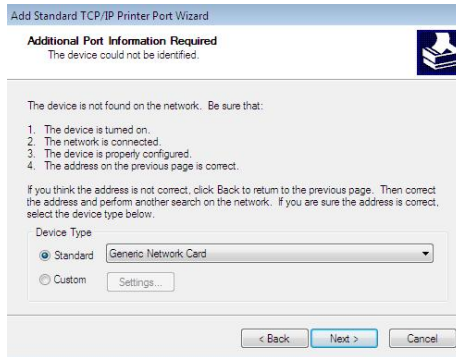 Add Standard TCP/IP Printer Port Wizard
Additional Port Information Required
The device could not be identified.
The device is not found on the network. Be sure that:
1. The device is turned on.
2. The network is connected.
3. The device is properly configured.
4. The address on the previous page is correct.
If you think the address is not correct, click Back to return to the previous page. Then correct
the address and perform another search on the network. If you are sure the address is correct,
select the device type below.
Device Type
Standard Generic Network Card
Custom Settings...
< Back Next > Cancel